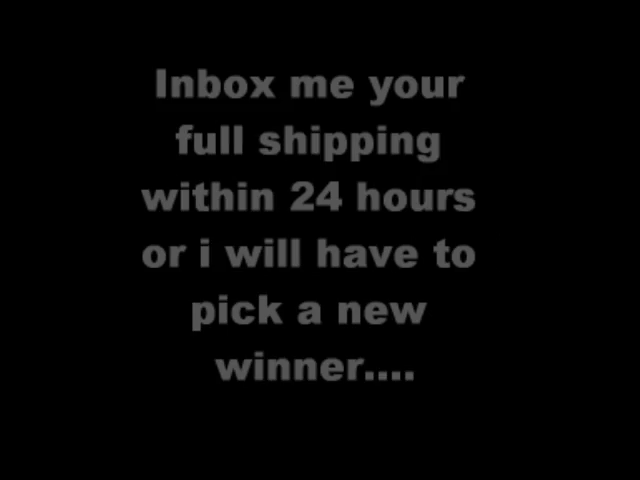 Inbox me your
full shipping
within 24 hours
or i will have to
pick a new
winner....